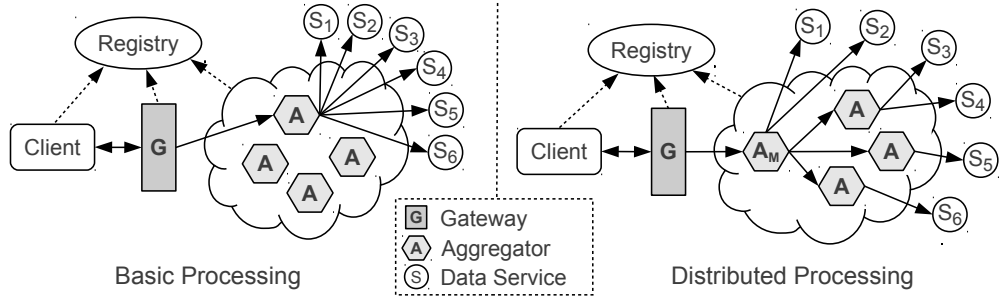 S1
S2
S3
S4
S5
S6
Registry
Client
G
A
A
A
A
Basic Processing
G Gateway
A Aggregator
S Data Service
S1
S2
S3
S4
S5
S6
Registry
Client
G
AM
A
A
A
Distributed Processing